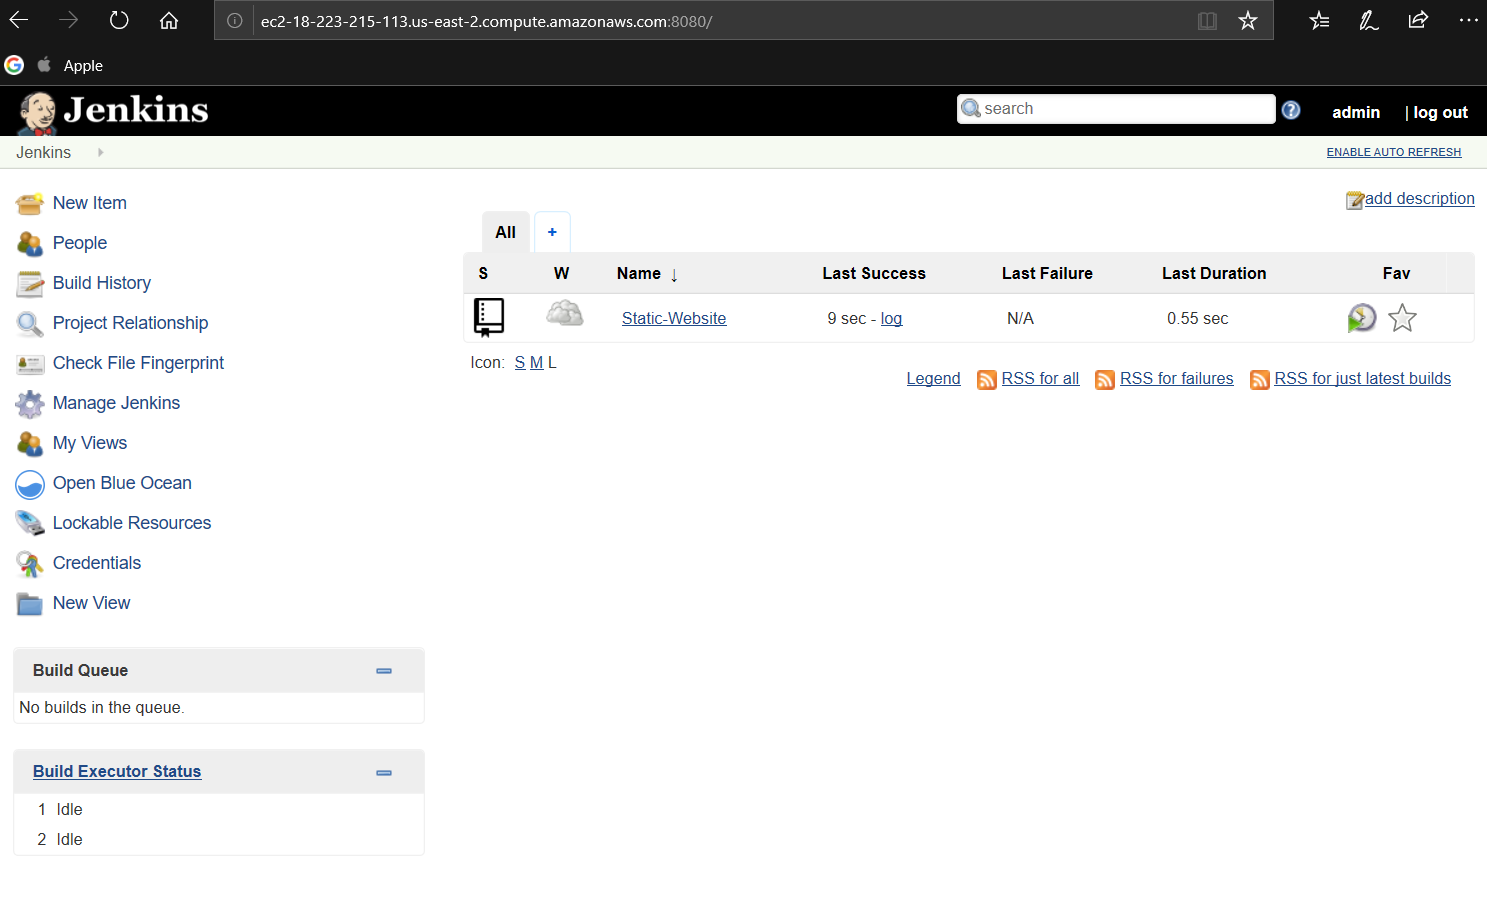 ec2-18-223-215-113.us-east-2.compute.amazonaws.com:8080/
Apple
Jenkins
search
admin
| log out
Jenkins
ENABLE AUTO REFRESH
New Item
People
Build History
Project Relationship
Check File Fingerprint
Manage Jenkins
My Views
Open Blue Ocean
Lockable Resources
Credentials
New View
Build Queue
No builds in the queue.
Build Executor Status
1 Idle
2 Idle
add description
All +
S W Name ↓ Last Success Last Failure Last Duration Fav
Static-Website 9 sec - log N/A 0.55 sec
Icon: S M L
Legend RSS for all RSS for failures RSS for just latest builds